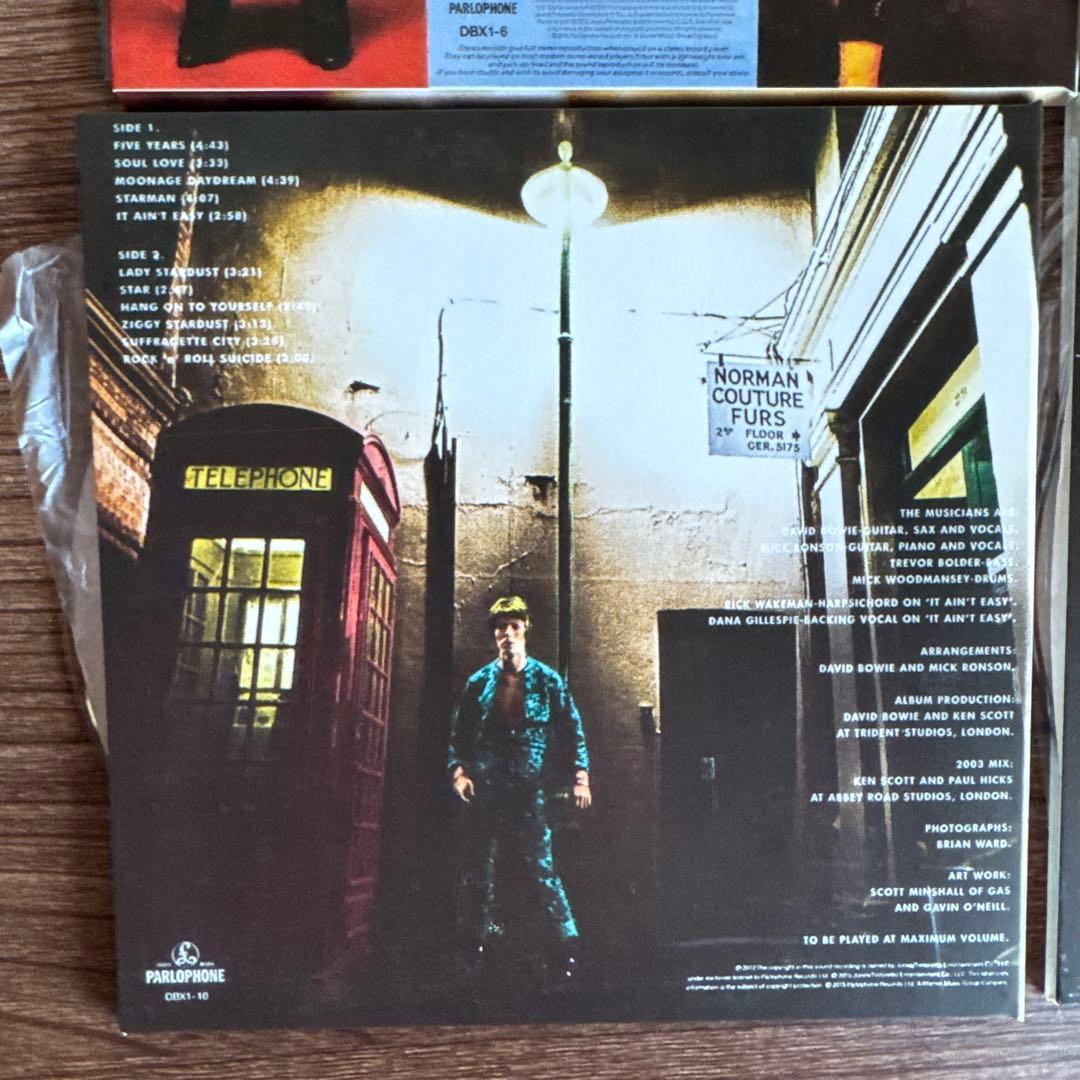 PARLOPHONE
DBX1-6
SIDE 1.
FIVE YEARS (4:43)
SOUL LOVE (3:33)
MOONAGE DAYDREAM (4:39)
STARMAN (4:07)
IT AIN'T EASY (2:58)
SIDE 2.
LADY STARDUST (3:21)
STAR (2:47)
HANG ON TO YOURSELF
ZIGGY STARDUST (3:13)
SUFFRAGETTE CITY (3:25)
ROCK 'n' ROLL SUICIDE
NORMAN
COUTURE
FURS
2ND FLOOR
GER. 5175
TELEPHONE
THE MUSICIANS ARE
DAVID BOWIE-GUITAR, SAX AND VOCALS.
MICK RONSON-GUITAR, PIANO AND VOCALS.
TREVOR BOLDER-BASS.
MICK WOODMANSEY-DRUMS.
RICK WAKEMAN-HARPSICHORD ON 'IT AIN'T EASY'.
DANA GILLESPIE-BACKING VOCAL ON 'IT AIN'T EASY'.
ARRANGEMENTS:
DAVID BOWIE AND MICK RONSON.
ALBUM PRODUCTION:
DAVID BOWIE AND KEN SCOTT
AT TRIDENT STUDIOS, LONDON.
2003 MIX:
KEN SCOTT AND PAUL HICKS
AT ABBEY ROAD STUDIOS, LONDON.
PHOTOGRAPHS:
BRIAN WARD.
ART WORK:
SCOTT MINSHALL OF GAS
AND GAVIN O'NEILL.
TO BE PLAYED AT MAXIMUM VOLUME.
PARLOPHONE
DBX1-10